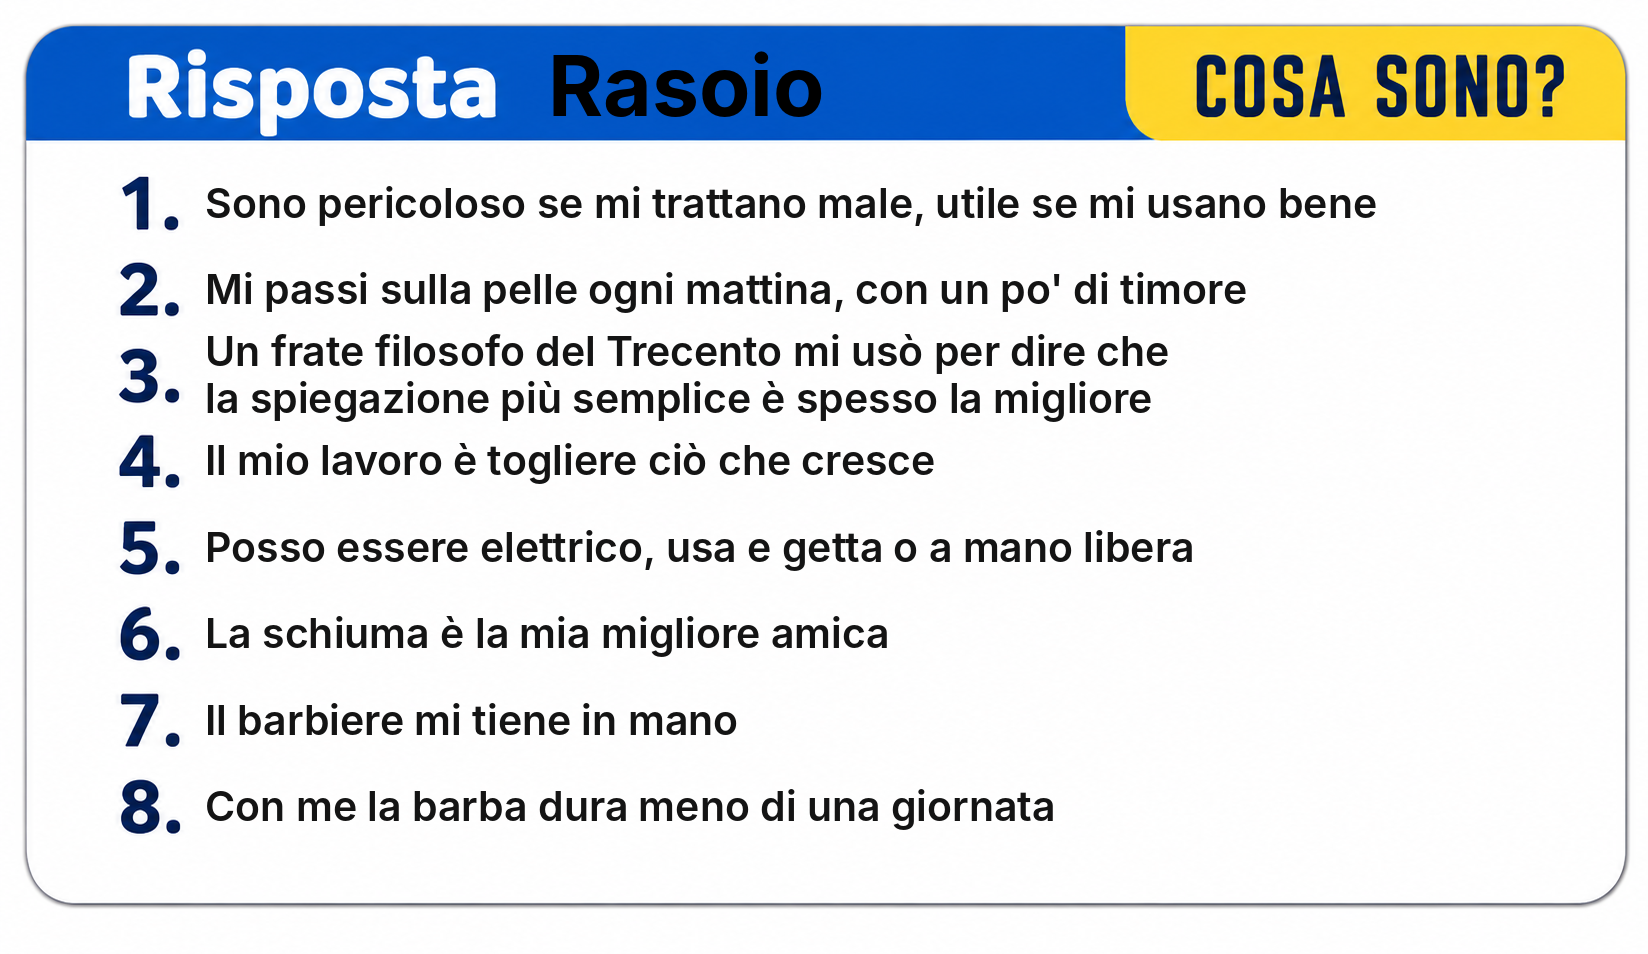 Risposta Rasoio COSA SONO?
1. Sono pericoloso se mi trattano male, utile se mi usano bene
2. Mi passi sulla pelle ogni mattina, con un po' di timore
3. Un frate filosofo del Trecento mi usò per dire che
la spiegazione più semplice è spesso la migliore
4. Il mio lavoro è togliere ciò che cresce
5. Posso essere elettrico, usa e getta o a mano libera
6. La schiuma è la mia migliore amica
7. Il barbiere mi tiene in mano
8. Con me la barba dura meno di una giornata